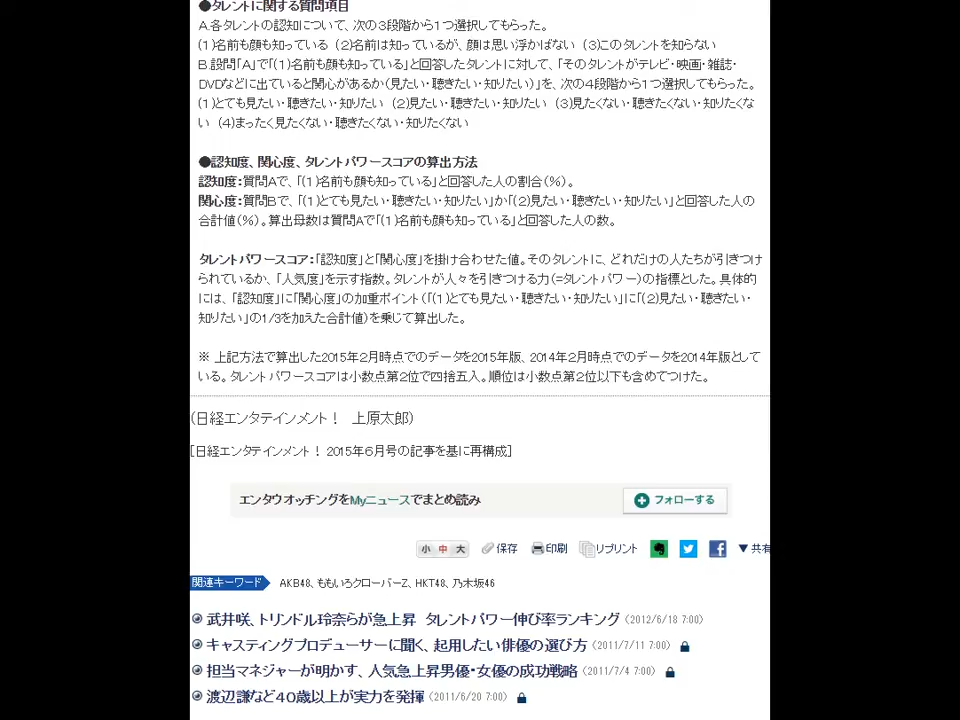 ●タレントに関する質問項目
A.各タレントの認知について、次の3段階から1つ選択してもらった。
(1)名前も顔も知っている (2)名前は知っているが、顔は思い浮かばない (3)このタレントを知らない
B.設問「A」で「(1)名前も顔も知っている」と回答したタレントに対して、「そのタレントがテレビ・映画・雑誌・
DVDなどに出ていると関心があるか(見たい・聴きたい・知りたい)」を、次の4段階から1つ選択してもらった。
(1)とても見たい・聴きたい・知りたい (2)見たい・聴きたい・知りたい (3)見たくない・聴きたくない・知りたくな
い (4)まったく見たくない・聴きたくない・知りたくない
●認知度、関心度、タレントパワースコアの算出方法
認知度:質問Aで、「(1)名前も顔も知っている」と回答した人の割合(%)。
関心度:質問Bで、「(1)とても見たい・聴きたい・知りたい」か「(2)見たい・聴きたい・知りたい」と回答した人の
合計値(%)。算出母数は質問Aで「(1)名前も顔も知っている」と回答した人の数。
タレントパワースコア:「認知度」と「関心度」を掛け合わせた値。そのタレントに、どれだけの人たちが引きつけ
られているか、「人気度」を示す指数。タレントが人々を引きつける力(=タレントパワー)の指標とした。具体的
には、「認知度」に「関心度」の加重ポイント(「(1)とても見たい・聴きたい・知りたい」に「(2)見たい・聴きたい・
知りたい」の1/3を加えた合計値)を乗じて算出した。
※ 上記方法で算出した2015年2月時点でのデータを2015年版、2014年2月時点でのデータを2014年版として
いる。タレントパワースコアは小数点第2位で四捨五入。順位は小数点第2位以下も含めてつけた。
(日経エンタテインメント! 上原太郎)
[日経エンタテインメント! 2015年6月号の記事を基に再構成]
エンタウオッチングをMyニュースでまとめ読み フォローする
小 中 大 保存 印刷 リプリント ▼共有
関連キーワード AKB48、ももいろクローバーZ、HKT48、乃木坂46
武井咲、トリンドル玲奈らが急上昇 タレントパワー伸び率ランキング (2012/6/18 7:00)
キャスティングプロデューサーに聞く、起用したい俳優の選び方 (2011/7/11 7:00)
担当マネジャーが明かす、人気急上昇男優・女優の成功戦略 (2011/7/4 7:00)
渡辺謙など40歳以上が実力を発揮 (2011/6/20 7:00)